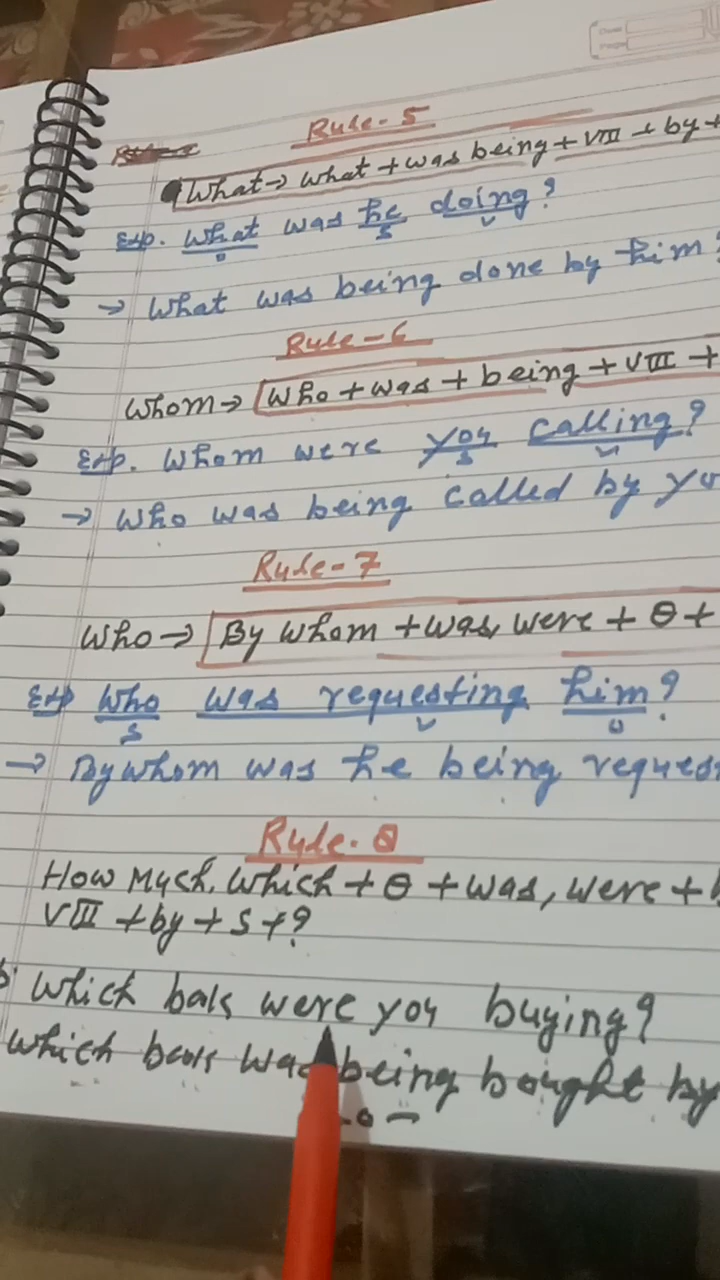 Rule-5
What→ What + was being + VIII + by +
Exp. What was he doing?
o s v
→ What was being done by him?
Rule-6
Whom→ Who + was + being + VIII +
Exp. Whom were you calling?
s v
→ Who was being called by you
Rule-7
Who→ By whom + was, were + O +
Exp Who was requesting him?
s v o
→ By whom was he being reques
Rule-8
How Much, Which + O + was, were + b
VIII + by + S + ?
Which were you buying?
Which was being bought by
-o-